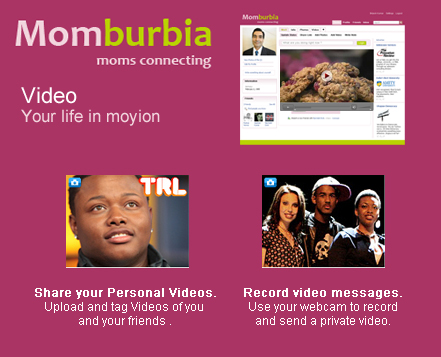 Momburbia
moms connecting
Momburbia
Video
Your life in moyion
TRL
Share your Personal Videos.
Upload and tag Videos of you
and your friends .
Record video messages.
Use your webcam to record
and send a private video.